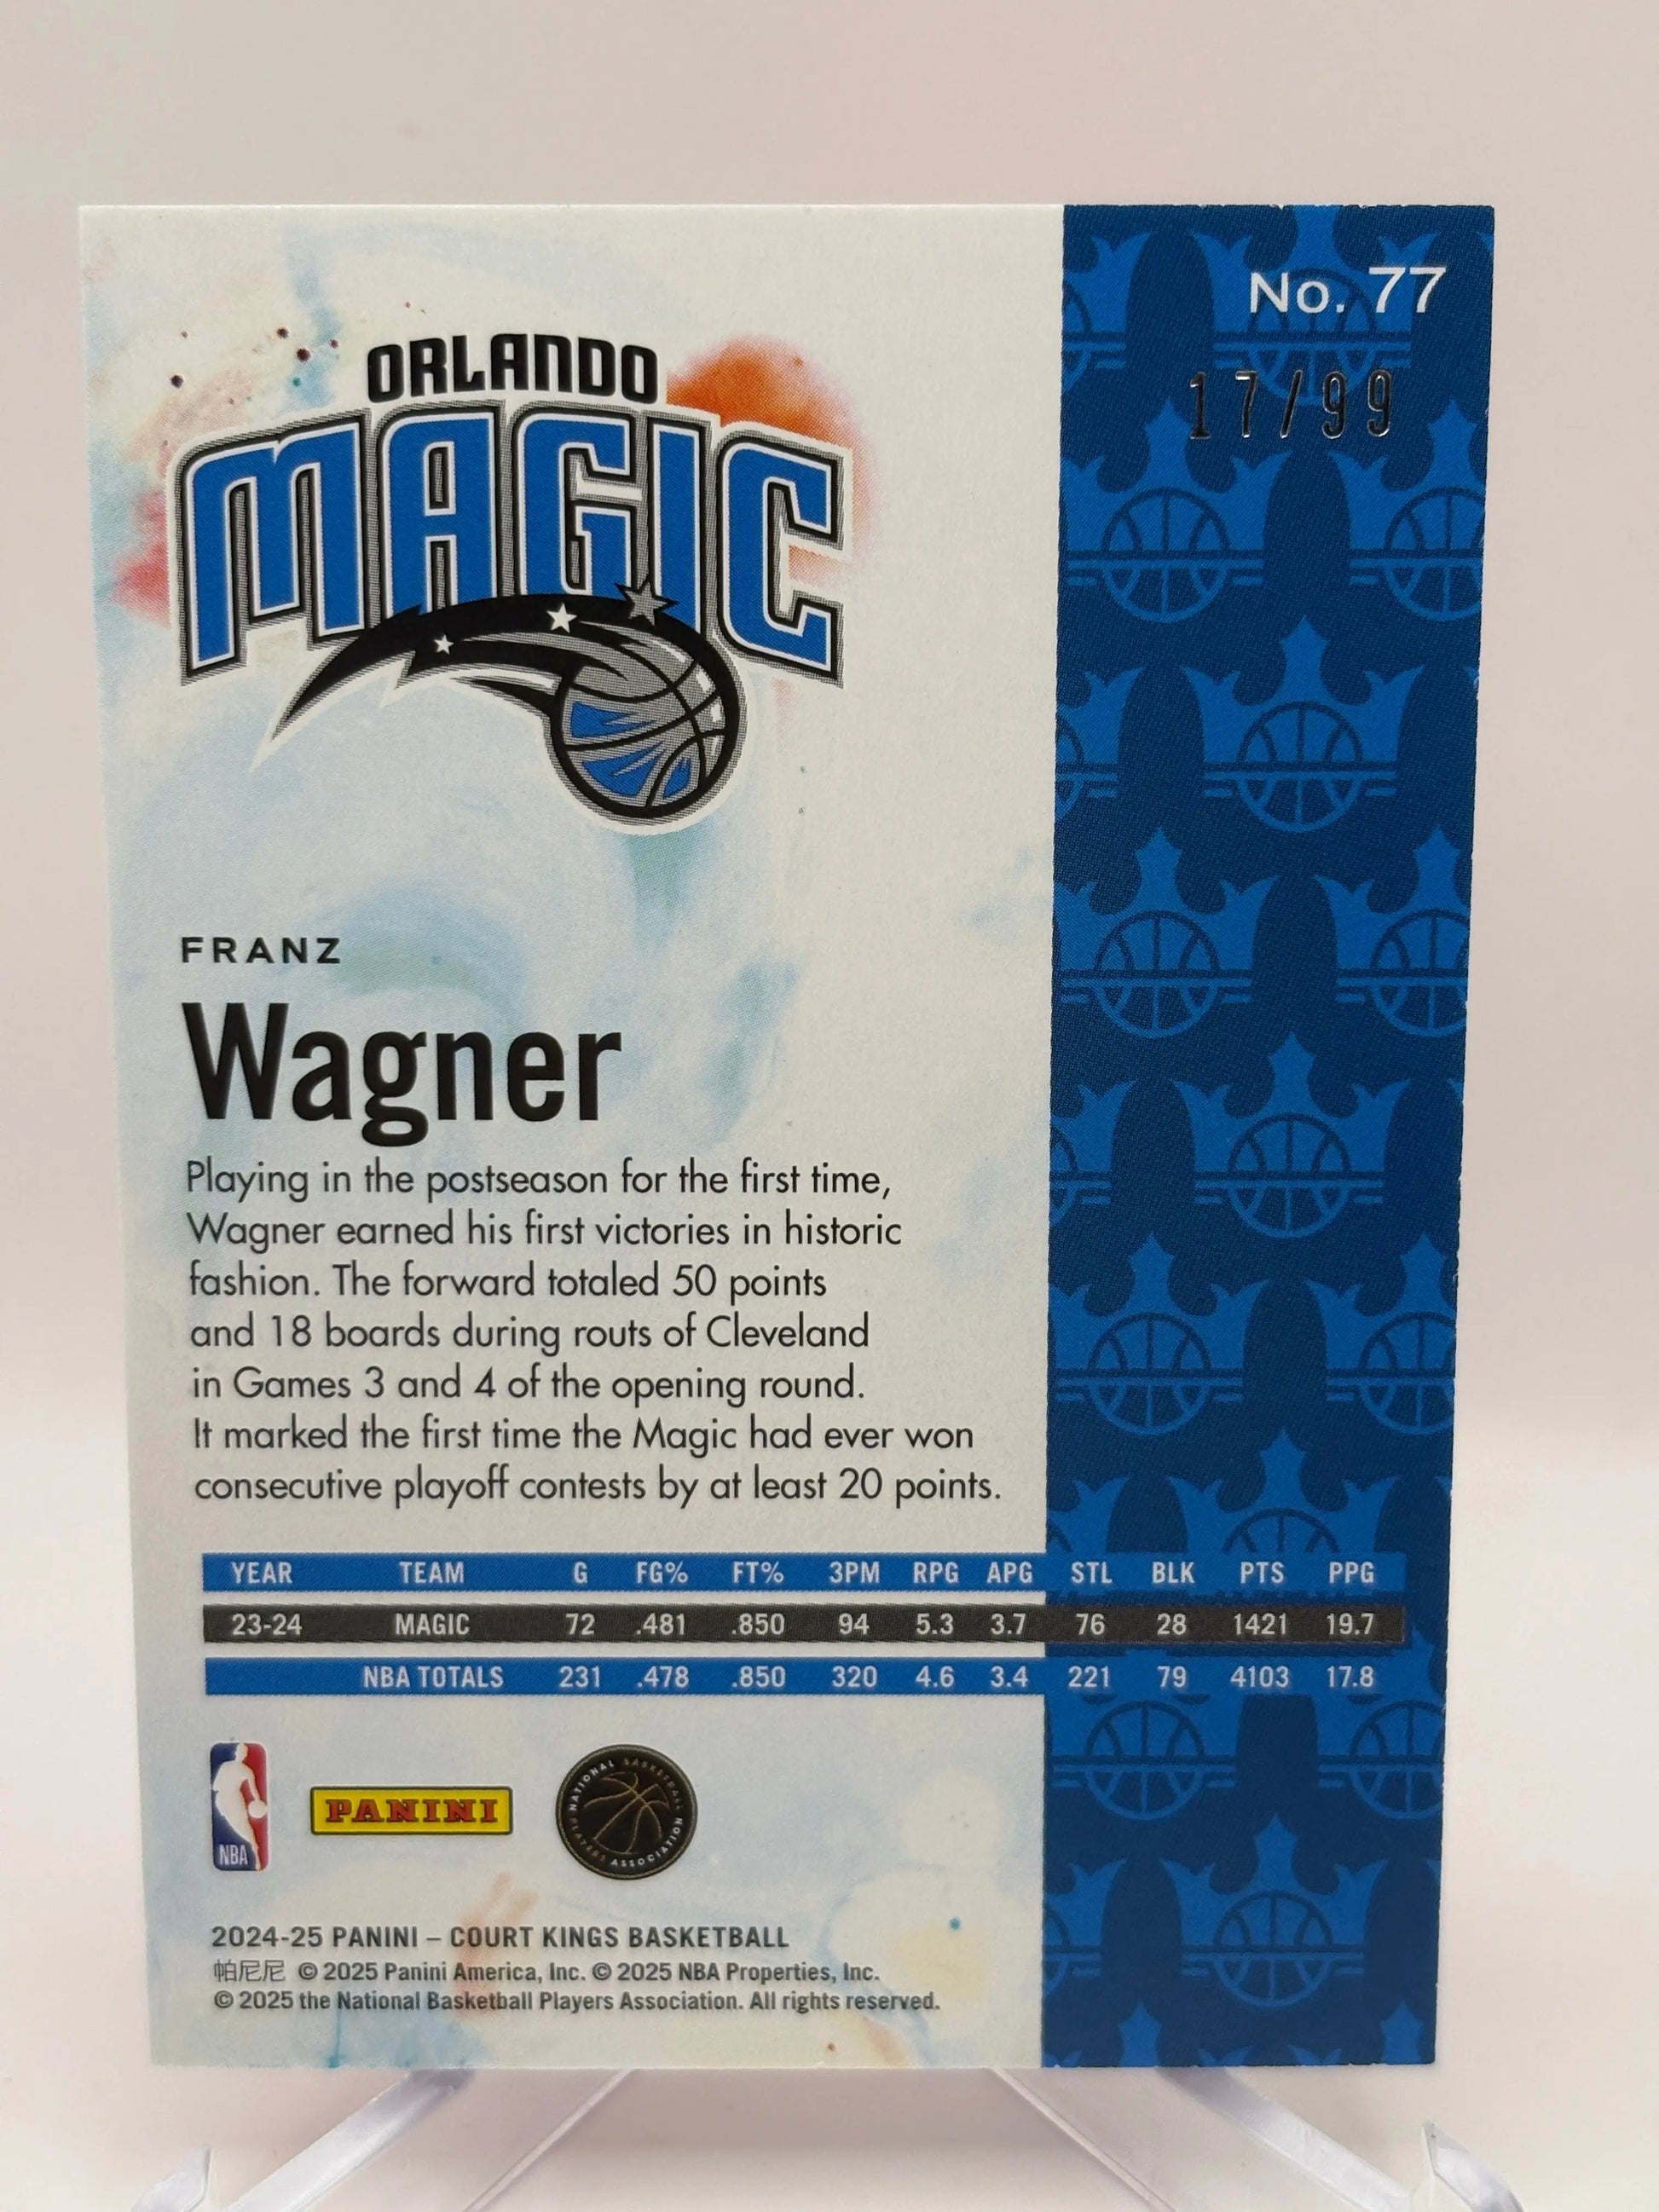 No. 77
17/99
ORLANDO
MAGIC
FRANZ
Wagner
Playing in the postseason for the first time,
Wagner earned his first victories in historic
fashion. The forward totaled 50 points
and 18 boards during routs of Cleveland
in Games 3 and 4 of the opening round.
It marked the first time the Magic had ever won
consecutive playoff contests by at least 20 points.
YEAR TEAM G FG% FT% 3PM RPG APG STL BLK PTS PPG
23-24 MAGIC 72 .481 .850 94 5.3 3.7 76 28 1421 19.7
NBA TOTALS 231 .478 .850 320 4.6 3.4 221 79 4103 17.8
NBA
PANINI
NATIONAL BASKETBALL PLAYERS ASSOCIATION
2024-25 PANINI – COURT KINGS BASKETBALL
帕尼尼 © 2025 Panini America, Inc. © 2025 NBA Properties, Inc.
© 2025 the National Basketball Players Association. All rights reserved.